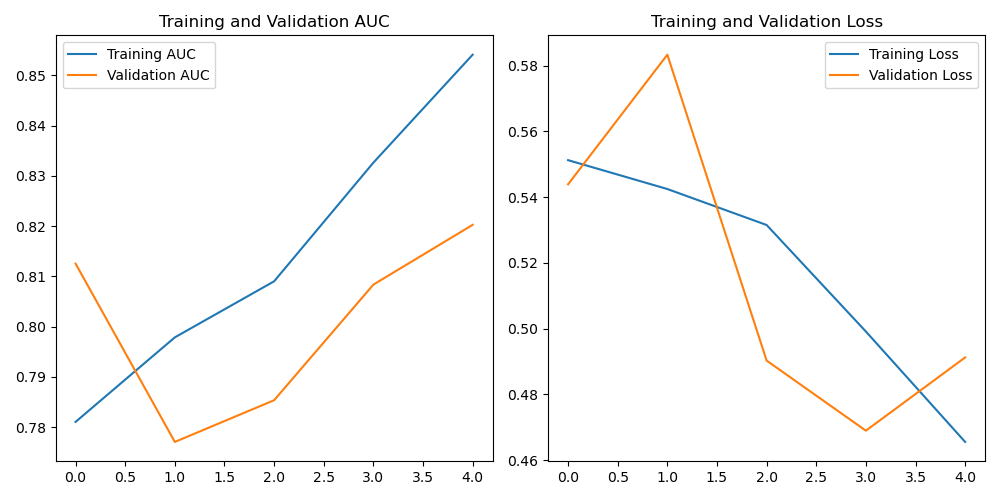 Training and Validation AUC
Training AUC
Validation AUC
0.85
0.84
0.83
0.82
0.81
0.80
0.79
0.78
0.0 0.5 1.0 1.5 2.0 2.5 3.0 3.5 4.0
Training and Validation Loss
Training Loss
Validation Loss
0.58
0.56
0.54
0.52
0.50
0.48
0.46
0.0 0.5 1.0 1.5 2.0 2.5 3.0 3.5 4.0